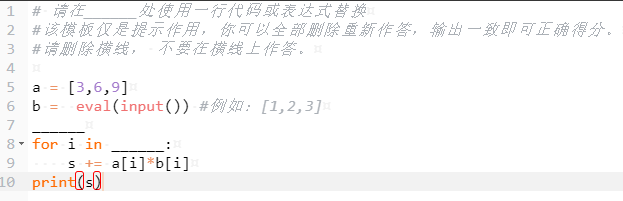 1 # 请在______处使用一行代码或表达式替换
2 #该模板仅是提示作用，你可以全部删除重新作答，输出一致即可正确得分。
3 #请删除横线， 不要在横线上作答。
4
5 a = [3,6,9]
6 b =  eval(input()) #例如：[1,2,3]
7 ______
8 for i in ______:
9     s += a[i]*b[i]
10 print(s)